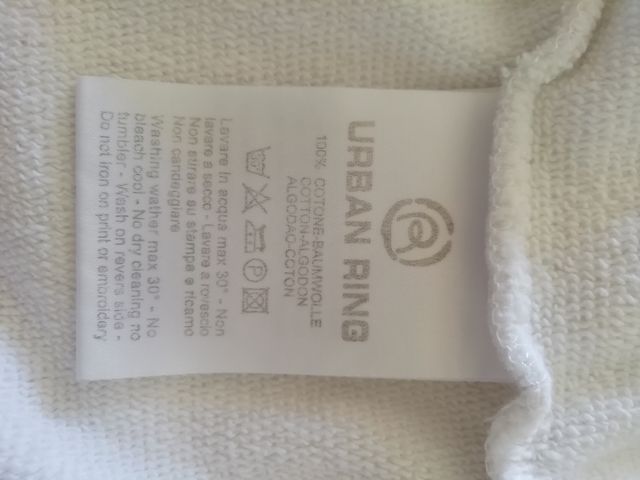 URBAN RING
100% COTONE-BAUMWOLLE
COTTON-ALGODON
ALGODAO-COTON
Lavare in acqua max 30° - Non
lavare a secco - Lavare a rovescio
Non stirare su stampa e ricamo
Non candeggiare
Washing wather max 30° - No
bleach cool - No dry cleaning no
tumbler - Wash on revers side -
Do not iron on print or emboroidary